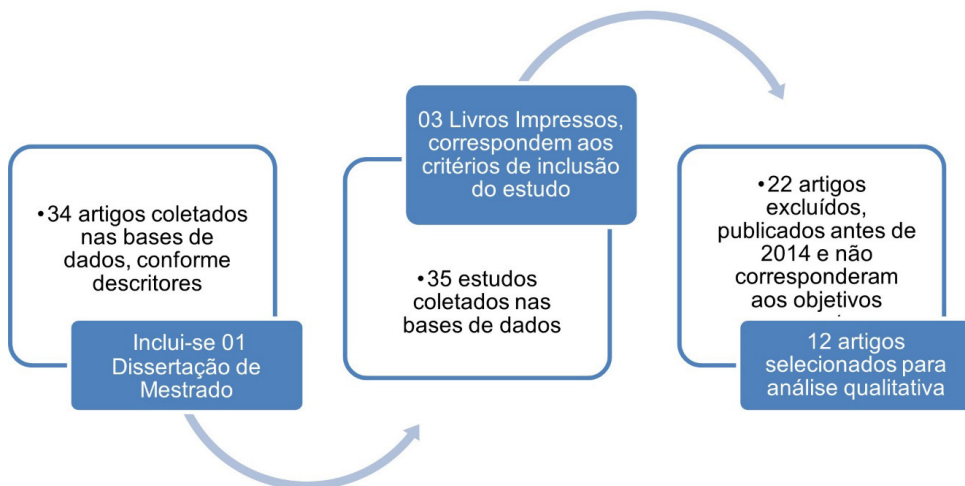 •34 artigos coletados
nas bases de
dados, conforme
descritores
Inclui-se 01
Dissertação de
Mestrado
03 Livros Impressos,
correspondem aos
critérios de inclusão
do estudo
•35 estudos
coletados nas
bases de dados
•22 artigos
excluídos,
publicados antes de
2014 e não
corresponderam
aos objetivos
12 artigos
selecionados para
análise qualitativa